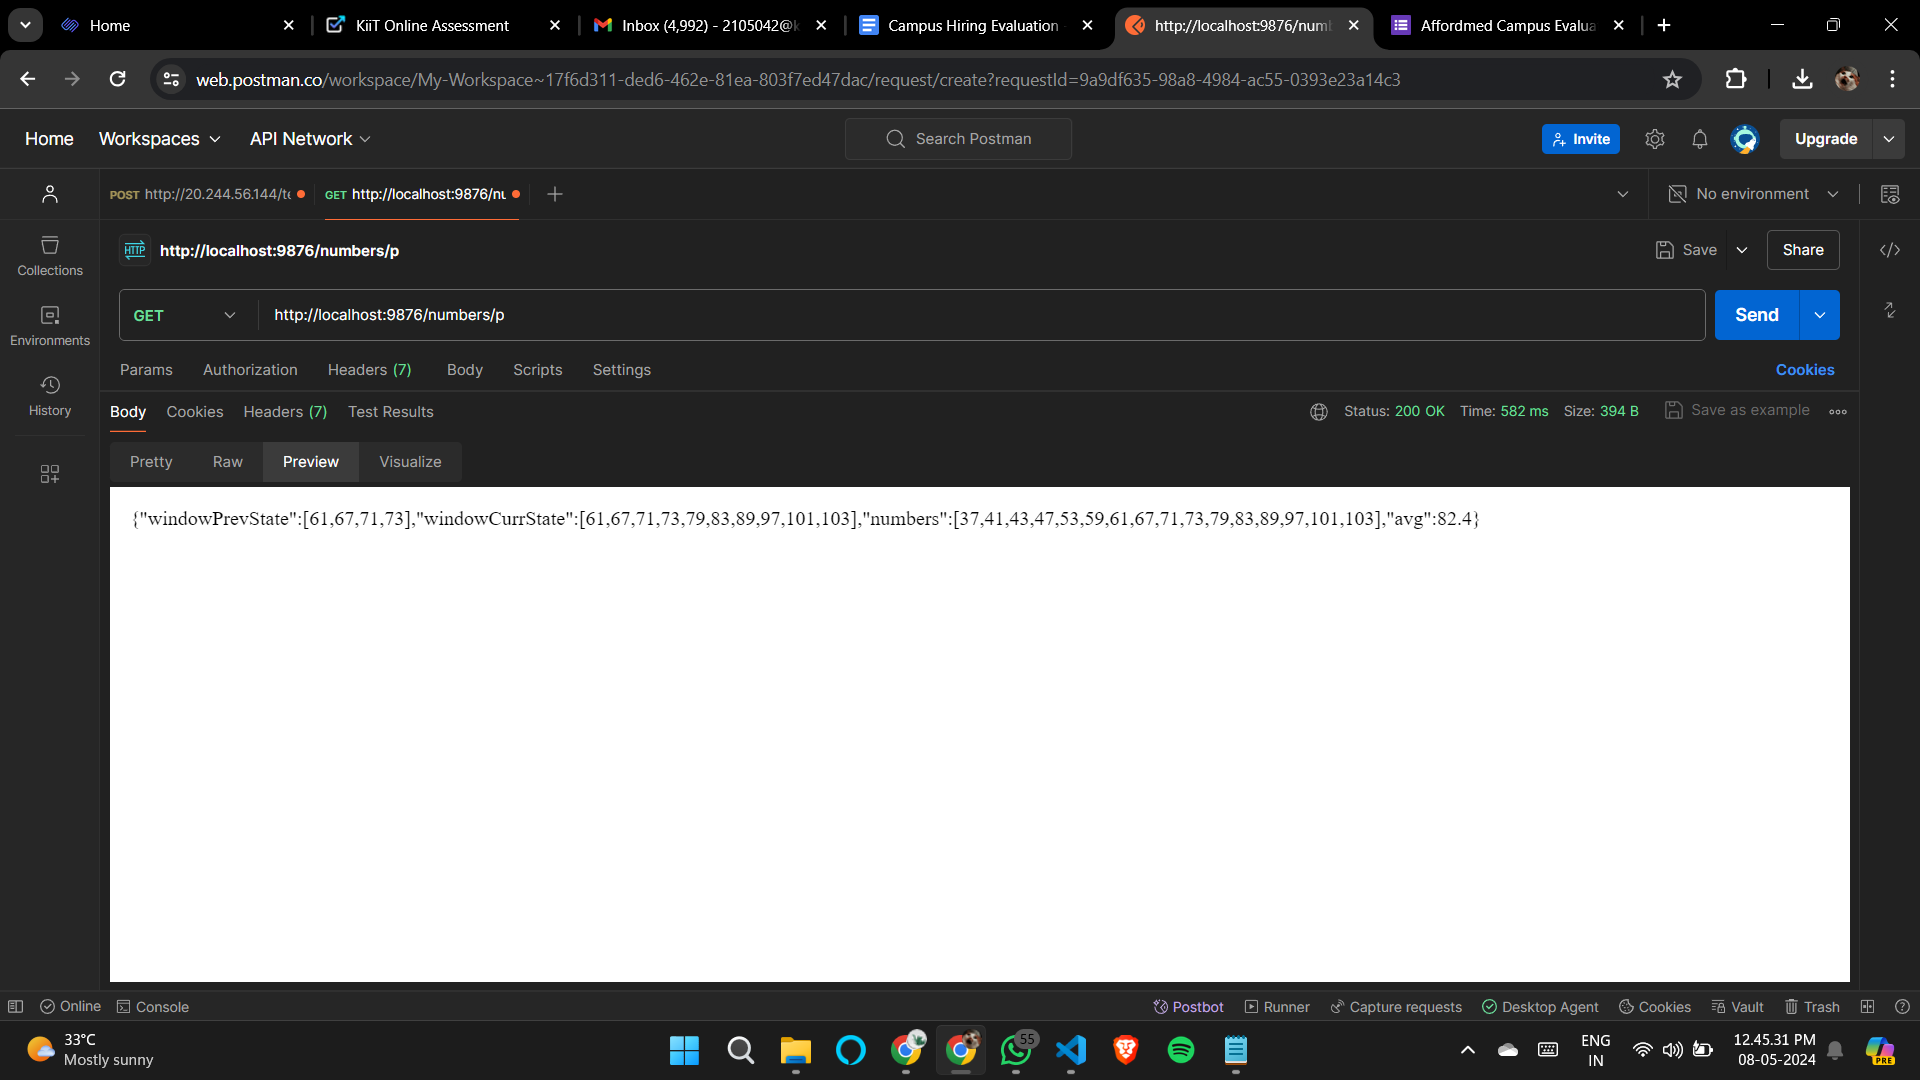 Home
KiiT Online Assessment
Inbox (4,992) - 2105042@k
Campus Hiring Evaluation
http://localhost:9876/numb
Affordmed Campus Evalua
web.postman.co/workspace/My-Workspace~17f6d311-ded6-462e-81ea-803f7ed47dac/request/create?requestId=9a9df635-98a8-4984-ac55-0393e23a14c3
Home Workspaces API Network
Search Postman
Invite
Upgrade
POST http://20.244.56.144/te
GET http://localhost:9876/nu
No environment
HTTP http://localhost:9876/numbers/p
Save
Share
Collections
Environments
History
GET http://localhost:9876/numbers/p
Send
Params Authorization Headers (7) Body Scripts Settings
Cookies
Body Cookies Headers (7) Test Results
Status: 200 OK Time: 582 ms Size: 394 B
Save as example
Pretty Raw Preview Visualize
{"windowPrevState":[61,67,71,73],"windowCurrState":[61,67,71,73,79,83,89,97,101,103],"numbers":[37,41,43,47,53,59,61,67,71,73,79,83,89,97,101,103],"avg":82.4}
Online Console
Postbot Runner Capture requests Desktop Agent Cookies Vault Trash
33°C
Mostly sunny
55
ENG
IN
12.45.31 PM
08-05-2024
PRE